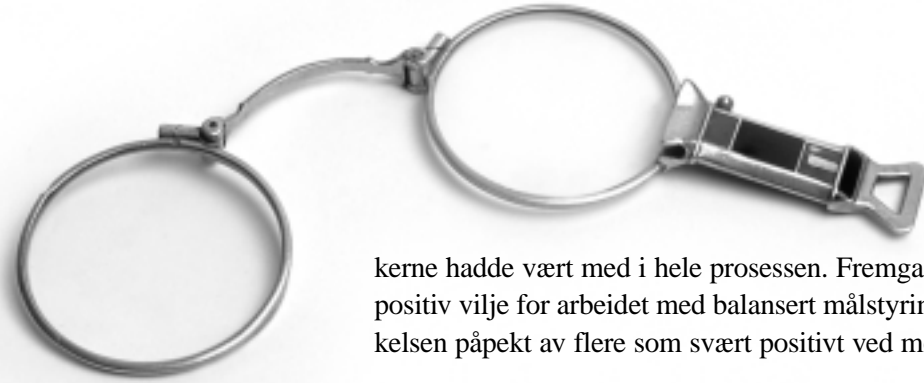 kerne hadde vært med i hele prosessen. Fremga
positiv vilje for arbeidet med balansert målstyrin
kelsen påpekt av flere som svært positivt ved m